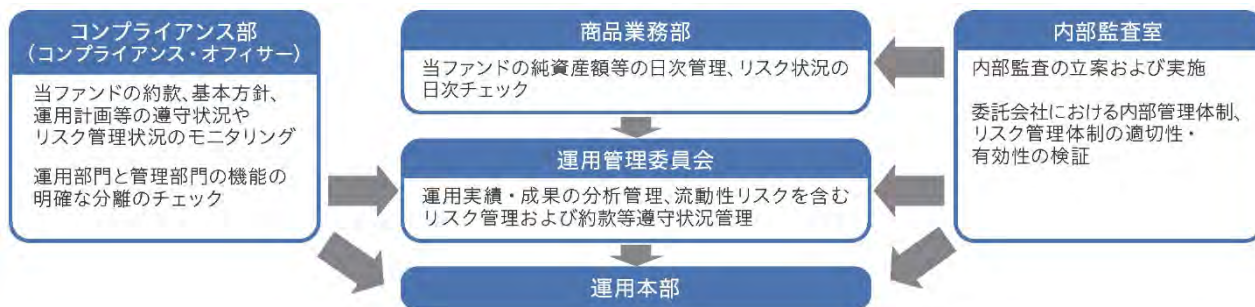 コンプライアンス部
（コンプライアンス・オフィサー）
当ファンドの約款、基本方針、
運用計画等の遵守状況や
リスク管理状況のモニタリング
運用部門と管理部門の機能の
明確な分離のチェック
商品業務部
当ファンドの純資産額等の日次管理、リスク状況の
日次チェック
運用管理委員会
運用実績・成果の分析管理、流動性リスクを含む
リスク管理および約款等遵守状況管理
運用本部
内部監査室
内部監査の立案および実施
委託会社における内部管理体制、
リスク管理体制の適切性・
有効性の検証